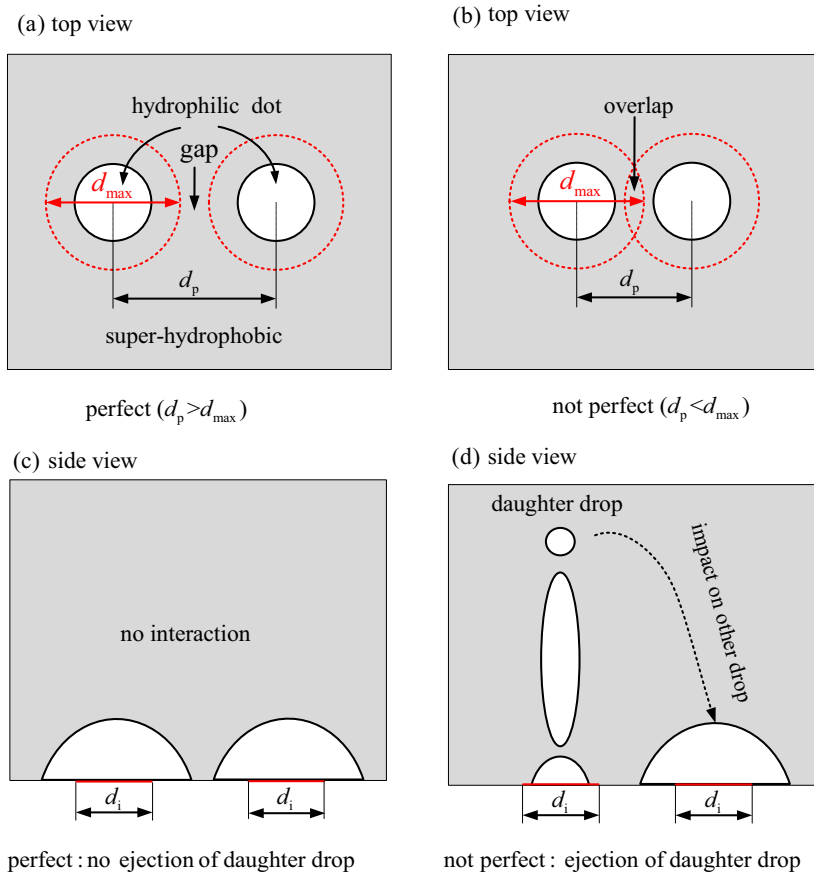 (a) top view
hydrophilic dot
gap
d_max
d_p
super-hydrophobic
perfect (d_p>d_max)
(b) top view
overlap
d_max
d_p
not perfect (d_p<d_max)
(c) side view
no interaction
d_i
d_i
perfect : no ejection of daughter drop
(d) side view
daughter drop
impact on other drop
d_i
d_i
not perfect : ejection of daughter drop